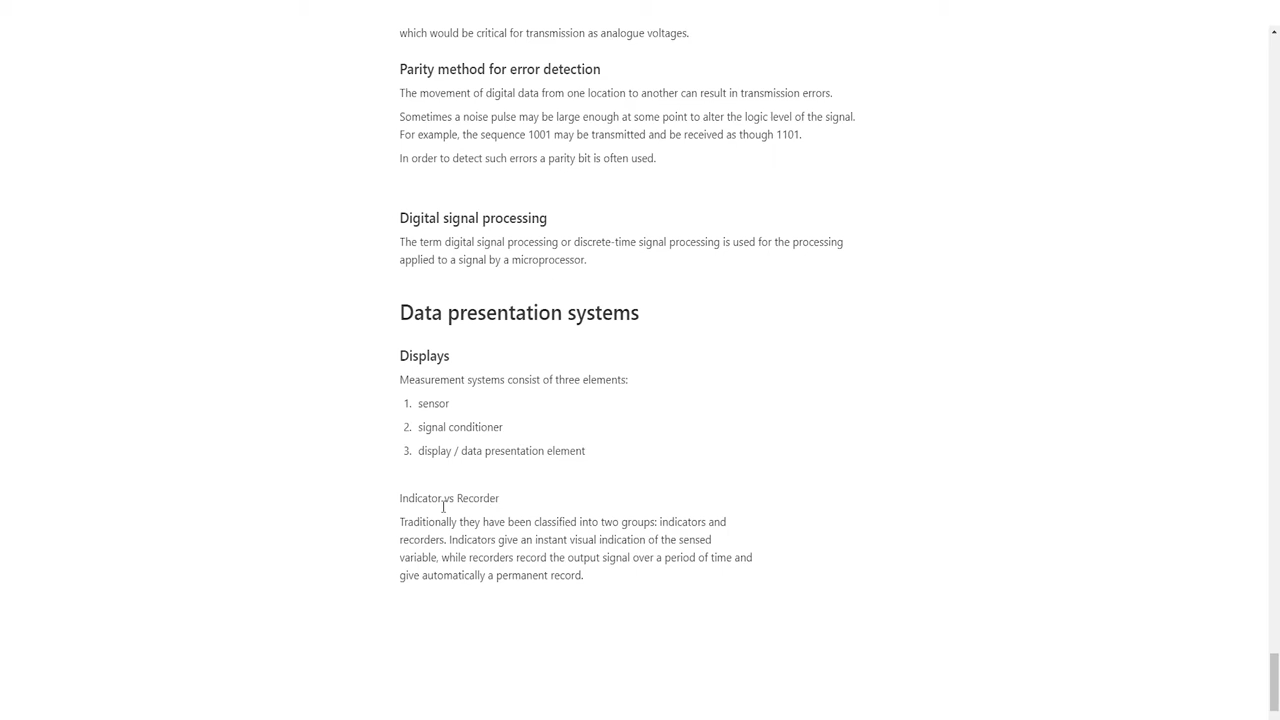 which would be critical for transmission as analogue voltages.
Parity method for error detection
The movement of digital data from one location to another can result in transmission errors.
Sometimes a noise pulse may be large enough at some point to alter the logic level of the signal.
For example, the sequence 1001 may be transmitted and be received as though 1101.
In order to detect such errors a parity bit is often used.
Digital signal processing
The term digital signal processing or discrete-time signal processing is used for the processing
applied to a signal by a microprocessor.
Data presentation systems
Displays
Measurement systems consist of three elements:
1. sensor
2. signal conditioner
3. display / data presentation element
Indicator vs Recorder
Traditionally they have been classified into two groups: indicators and
recorders. Indicators give an instant visual indication of the sensed
variable, while recorders record the output signal over a period of time and
give automatically a permanent record.